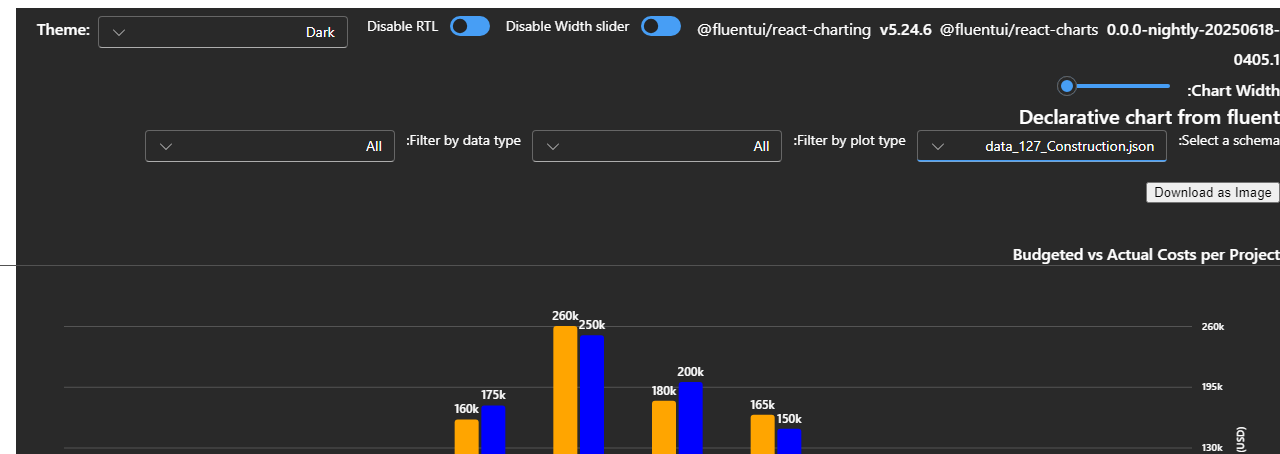 Theme: Dark Disable RTL Disable Width slider @fluentui/react-charting v5.24.6 @fluentui/react-charts 0.0.0-nightly-20250618-
0405.1
:Chart Width
Declarative chart from fluent
:Select a schema data_127_Construction.json :Filter by plot type All :Filter by data type All
Download as Image
Budgeted vs Actual Costs per Project
260k
250k
260k
200k
195k
175k
180k
160k
165k
150k
130k
(USD)